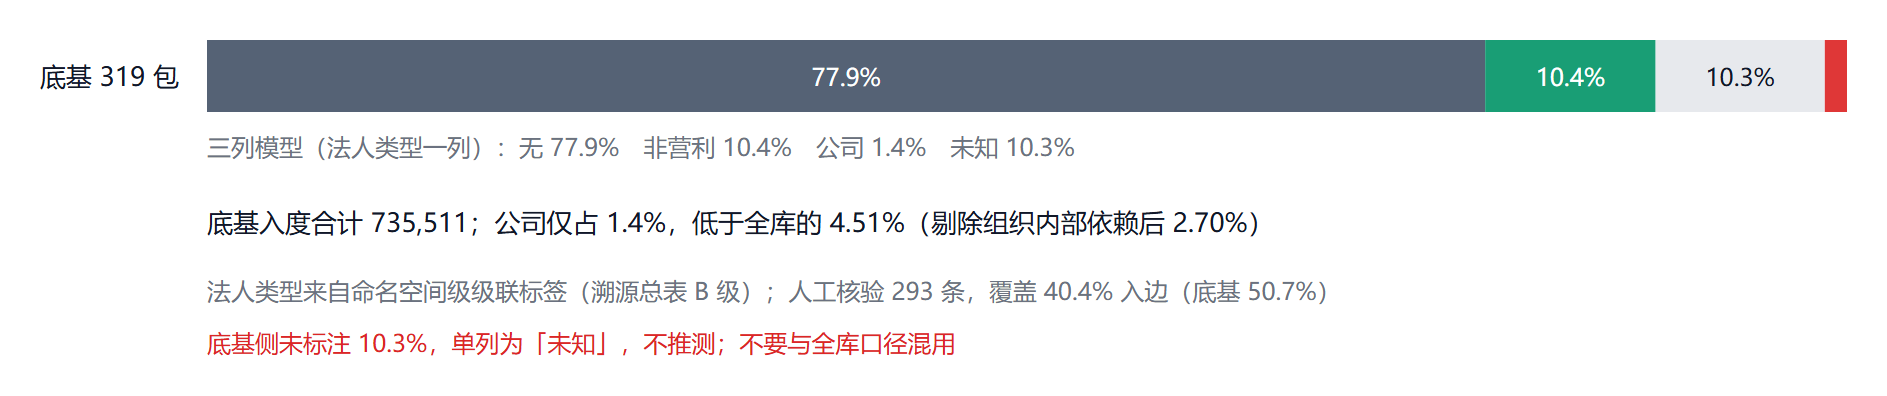 底基 319 包 77.9% 10.4% 10.3%
三列模型（法人类型一列）：无 77.9% 非营利 10.4% 公司 1.4% 未知 10.3%
底基入度合计 735,511；公司仅占 1.4%，低于全库的 4.51%（剔除组织内部依赖后 2.70%）
法人类型来自命名空间级级联标签（溯源总表 B 级）；人工核验 293 条，覆盖 40.4% 入边（底基 50.7%）
底基侧未标注 10.3%，单列为「未知」，不推测；不要与全库口径混用